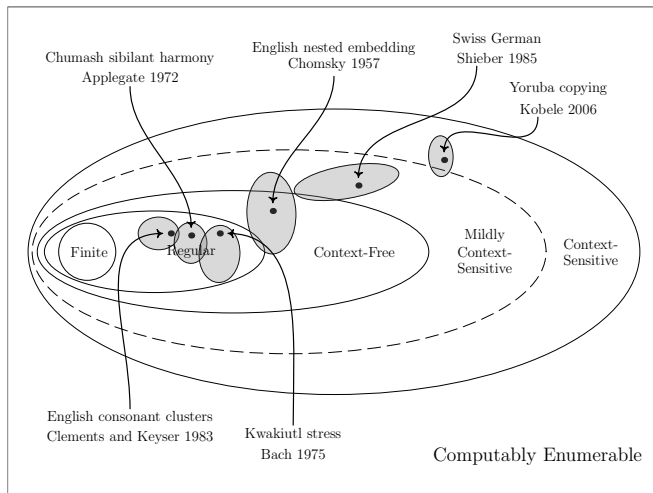 Swiss German
Shieber 1985
English nested embedding
Chomsky 1957
Chumash sibilant harmony
Applegate 1972
Yoruba copying
Kobele 2006
Finite
Regular
Context-Free
Mildly
Context-
Sensitive
Context-
Sensitive
English consonant clusters
Clements and Keyser 1983
Kwakiutl stress
Bach 1975
Computably Enumerable